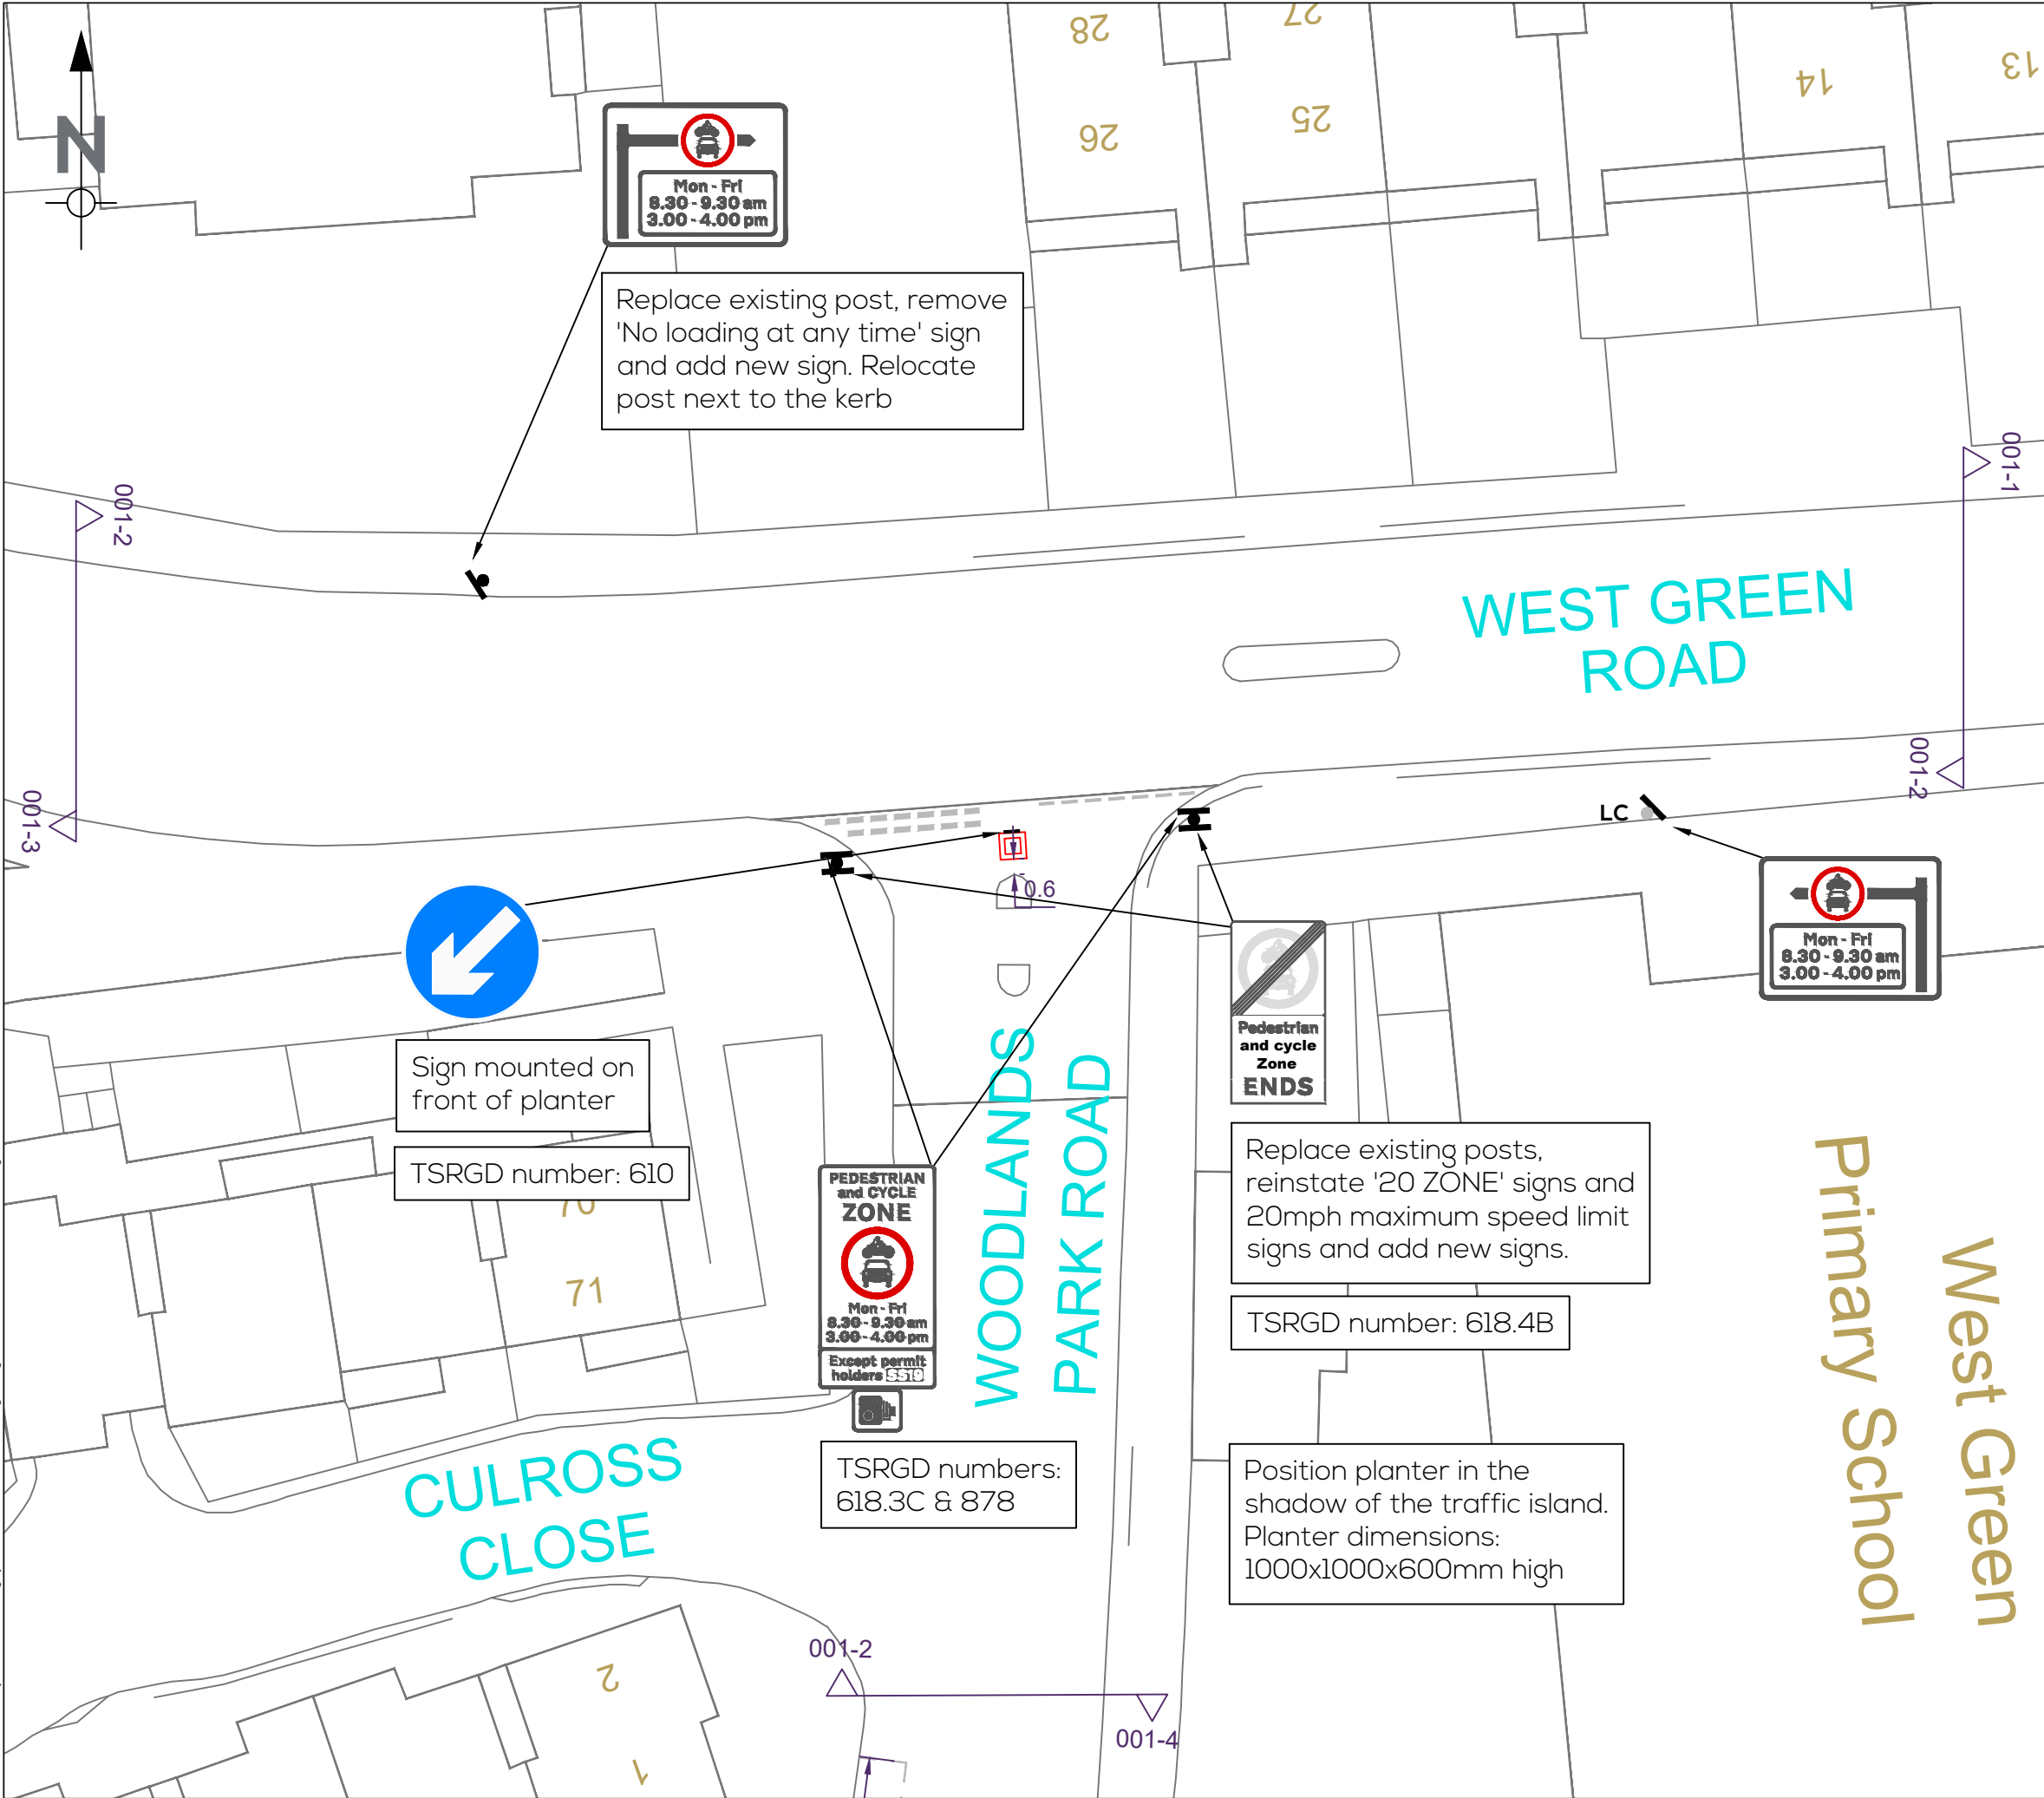 28
27
26
25
14
13
N
Mon - Fri
8.30 - 9.30 am
3.00 - 4.00 pm
Replace existing post, remove
'No loading at any time' sign
and add new sign. Relocate
post next to the kerb
001-2
001-1
WEST GREEN
ROAD
001-3
001-2
LC
0.6
Mon - Fri
8.30 - 9.30 am
3.00 - 4.00 pm
Sign mounted on
front of planter
TSRGD number: 610
70
71
Pedestrian
and cycle
Zone
ENDS
WOODLANDS
PARK ROAD
PEDESTRIAN
and CYCLE
ZONE
Mon - Fri
8.30 - 9.30 am
3.00 - 4.00 pm
Except permit
holders SS19
TSRGD numbers:
618.3C & 878
Replace existing posts,
reinstate '20 ZONE' signs and
20mph maximum speed limit
signs and add new signs.
TSRGD number: 618.4B
Position planter in the
shadow of the traffic island.
Planter dimensions:
1000x1000x600mm high
West Green
Primary School
CULROSS
CLOSE
2
1
001-2
001-4